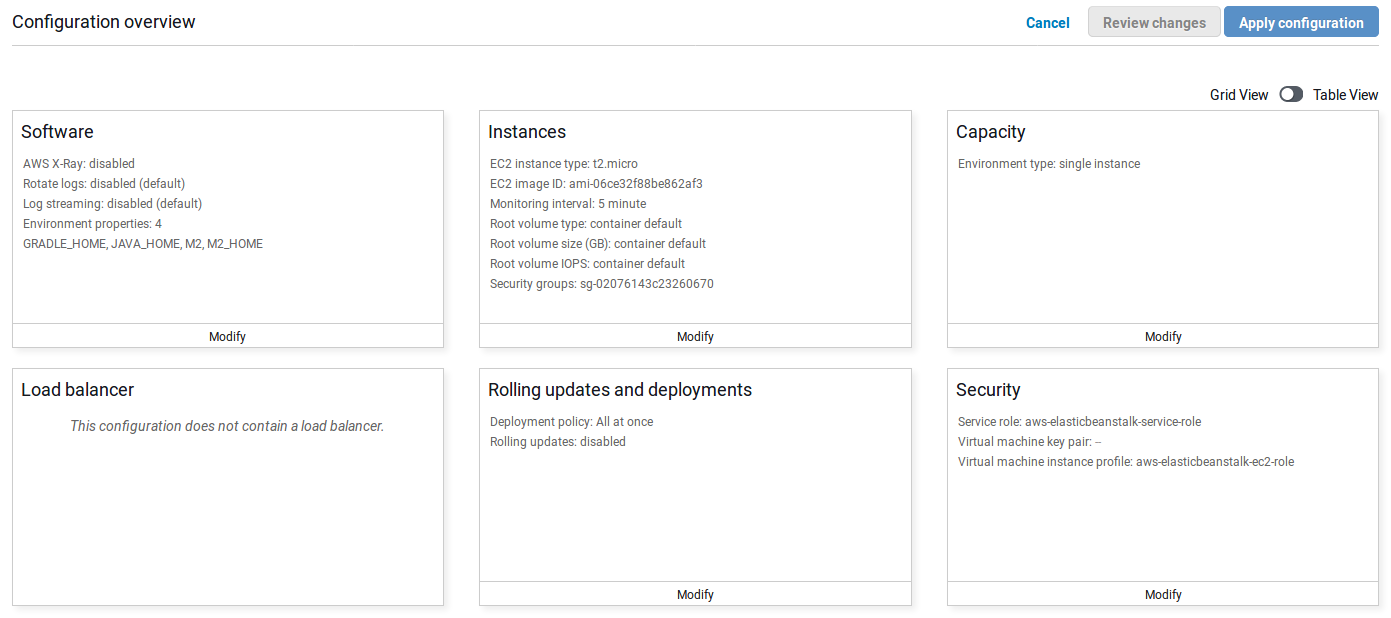 Configuration overview
Cancel
Review changes
Apply configuration
Grid View
Table View
Software
AWS X-Ray: disabled
Rotate logs: disabled (default)
Log streaming: disabled (default)
Environment properties: 4
GRADLE_HOME, JAVA_HOME, M2, M2_HOME
Modify
Instances
EC2 instance type: t2.micro
EC2 image ID: ami-06ce32f88be862af3
Monitoring interval: 5 minute
Root volume type: container default
Root volume size (GB): container default
Root volume IOPS: container default
Security groups: sg-02076143c23260670
Modify
Capacity
Environment type: single instance
Modify
Load balancer
This configuration does not contain a load balancer.
Rolling updates and deployments
Deployment policy: All at once
Rolling updates: disabled
Modify
Security
Service role: aws-elasticbeanstalk-service-role
Virtual machine key pair: --
Virtual machine instance profile: aws-elasticbeanstalk-ec2-role
Modify